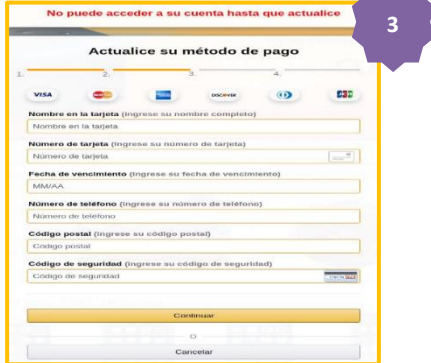 No puede acceder a su cuenta hasta que actualice
3
Actualice su método de pago
1. 2. 3. 4.
VISA DISCOVER JCB
Nombre en la tarjeta (Ingrese su nombre completo)
Nombre en la tarjeta
Número de tarjeta (Ingrese su número de tarjeta)
Número de tarjeta
Fecha de vencimiento (Ingrese su fecha de vencimiento)
MM/AA
Número de teléfono (Ingrese su número de teléfono)
Número de teléfono
Código postal (Ingrese su código postal)
Código postal
Código de seguridad (Ingrese su código de seguridad)
Código de seguridad
Continuar
O
Cancelar